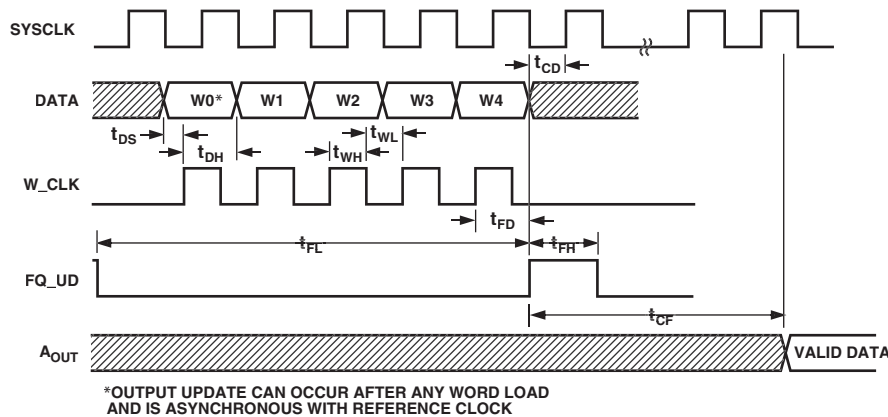 SYSCLK
tCD
DATA
W0* W1 W2 W3 W4
tDS
tDH
tWH
tWL
W_CLK
tFD
tFL
tFH
FQ_UD
tCF
AOUT
VALID DATA
*OUTPUT UPDATE CAN OCCUR AFTER ANY WORD LOAD
AND IS ASYNCHRONOUS WITH REFERENCE CLOCK